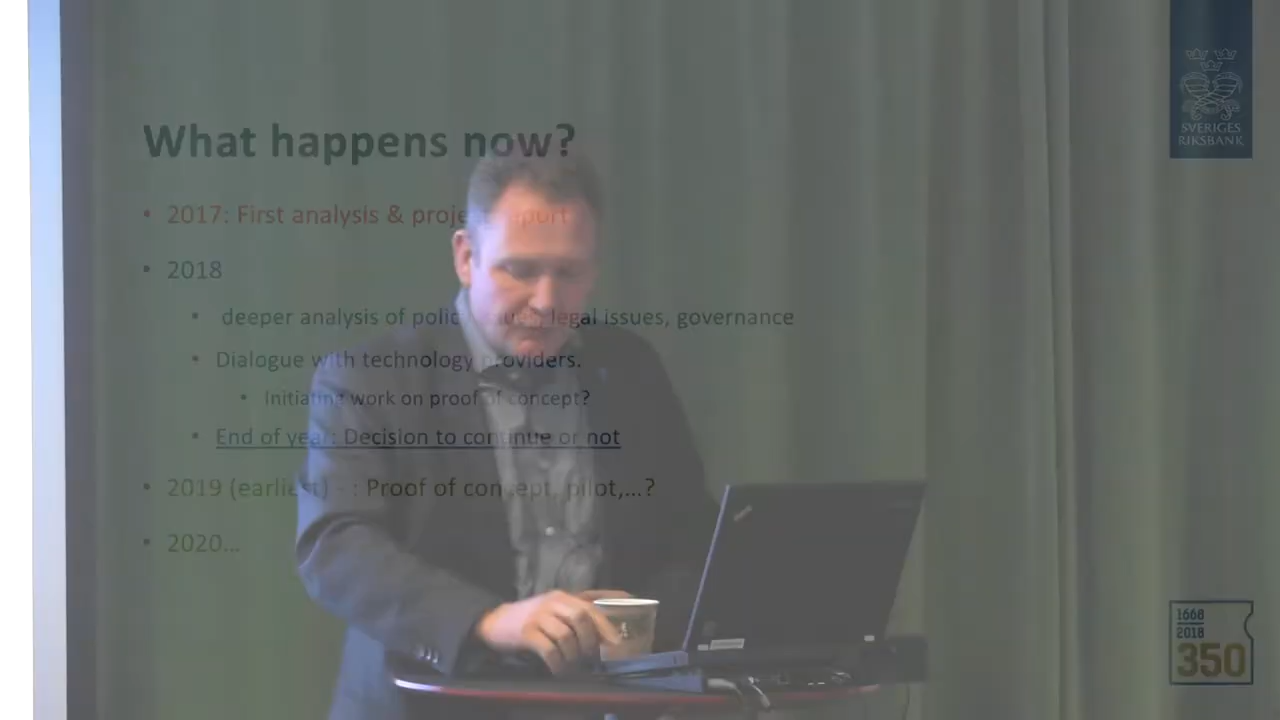 SVERIGES
RIKSBANK
What happens now?
• 2017: First analysis & project report
• 2018
• deeper analysis of policy issues, legal issues, governance
• Dialogue with technology providers.
• Initiating work on proof of concept?
• End of year: Decision to continue or not
• 2019 (earliest) - : Proof of concept, pilot,...?
• 2020...
1668
2018
350